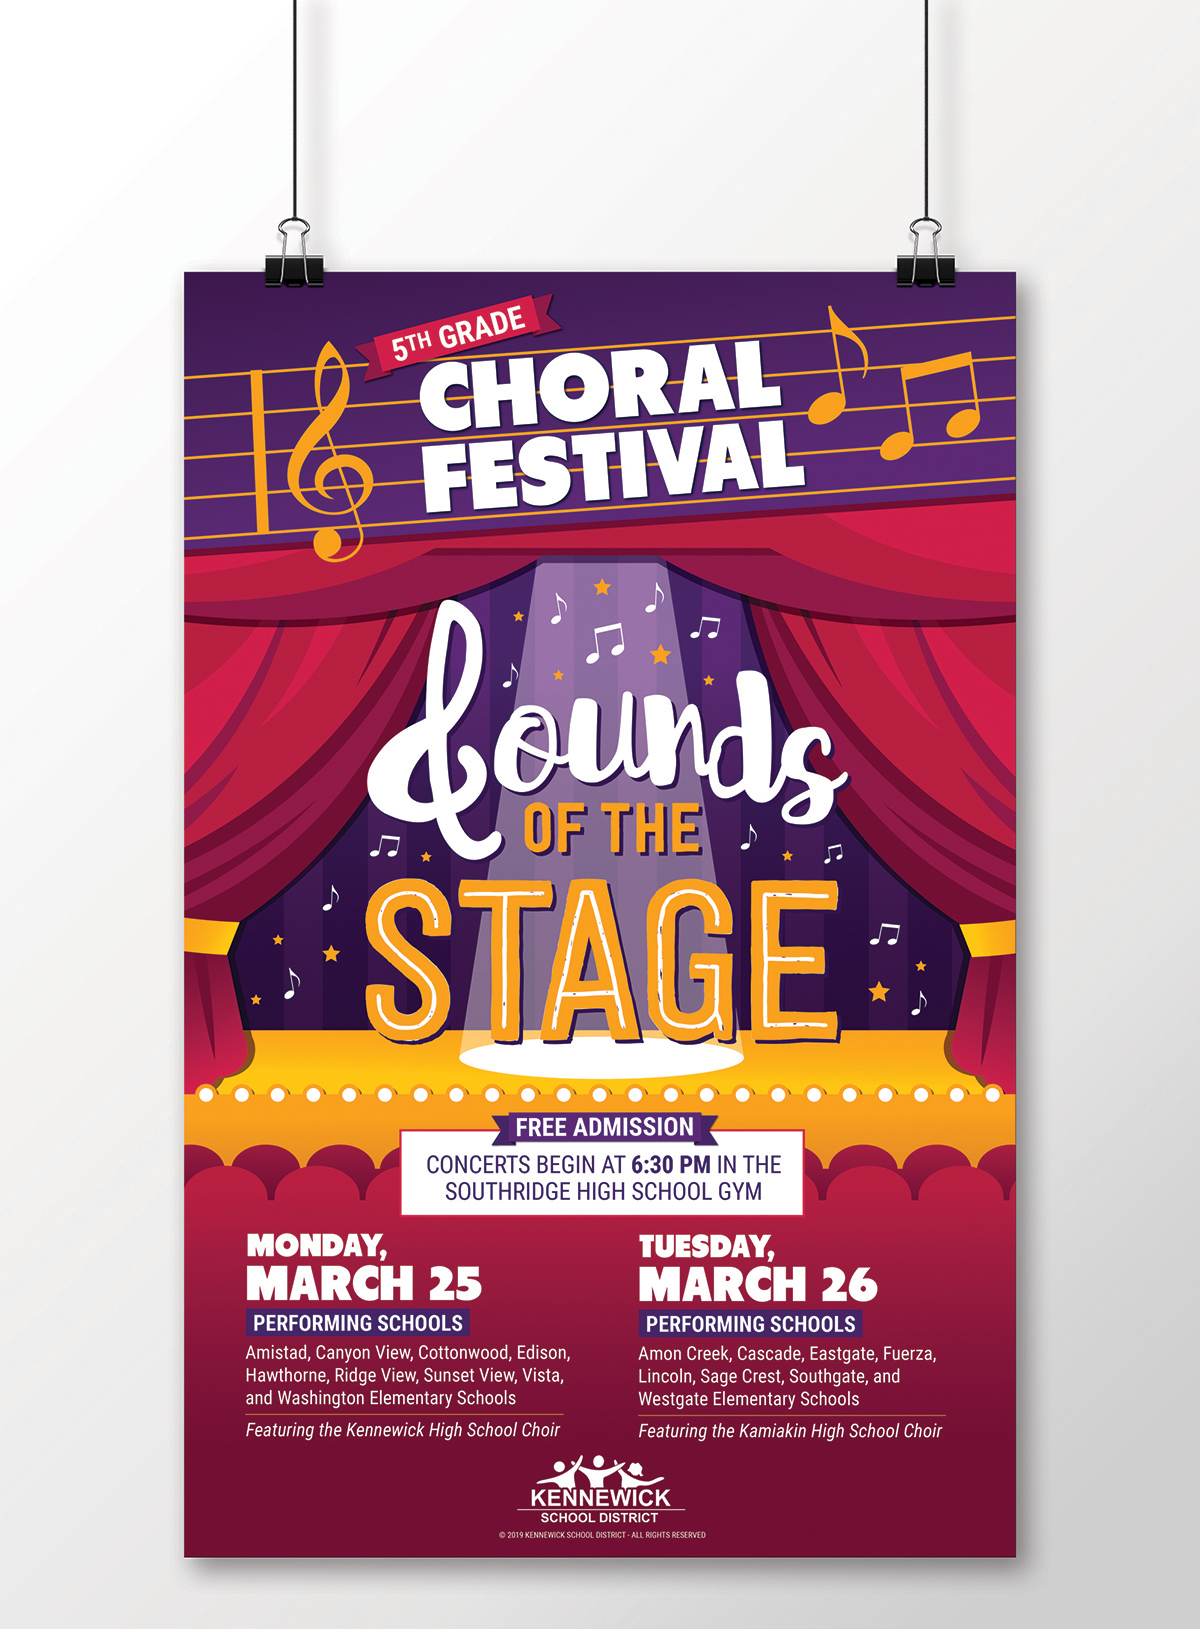 5TH GRADE
CHORAL
FESTIVAL
Sounds
OF THE
STAGE
FREE ADMISSION
CONCERTS BEGIN AT 6:30 PM IN THE
SOUTHRIDGE HIGH SCHOOL GYM
MONDAY,
MARCH 25
PERFORMING SCHOOLS
Amistad, Canyon View, Cottonwood, Edison,
Hawthorne, Ridge View, Sunset View, Vista,
and Washington Elementary Schools
Featuring the Kennewick High School Choir
TUESDAY,
MARCH 26
PERFORMING SCHOOLS
Amon Creek, Cascade, Eastgate, Fuerza,
Lincoln, Sage Crest, Southgate, and
Westgate Elementary Schools
Featuring the Kamiakin High School Choir
KENNEWICK
SCHOOL DISTRICT
© 2019 KENNEWICK SCHOOL DISTRICT - ALL RIGHTS RESERVED